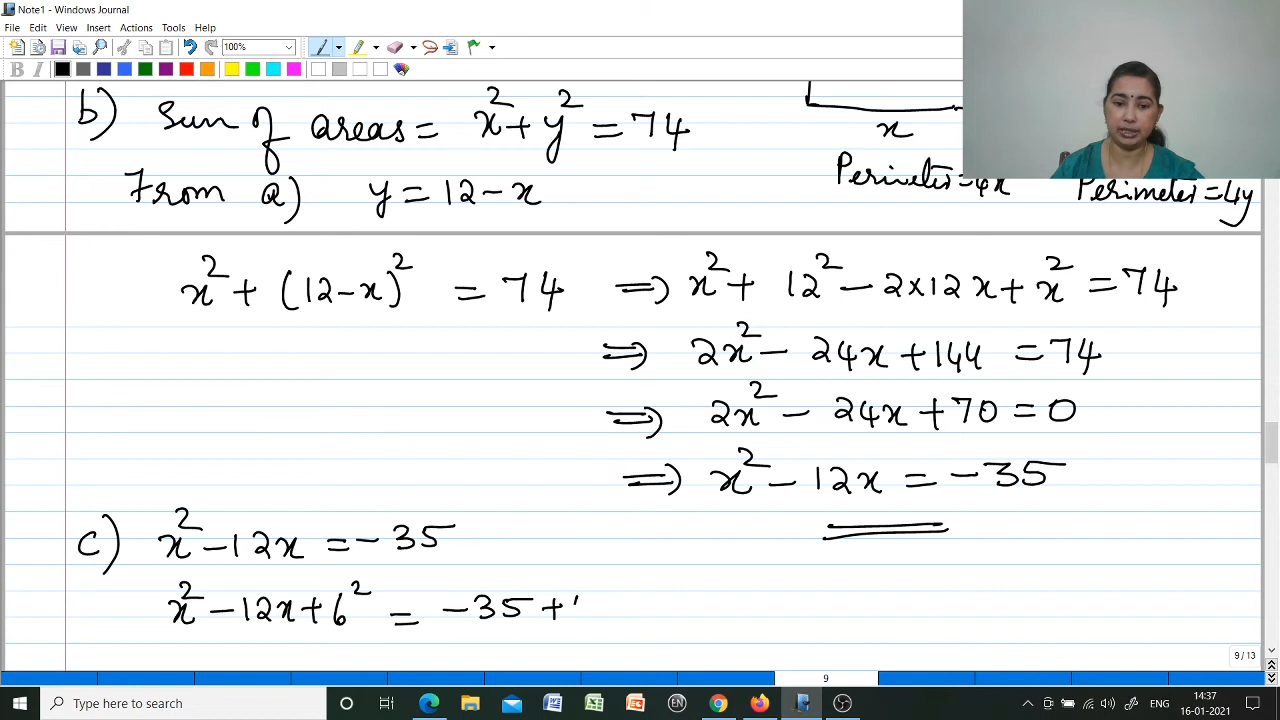 Note1 - Windows Journal
File Edit View Insert Actions Tools Help
100%
B I
b) Sum of areas = x² + y² = 74
x
Perimeter = 4x Perimeter = 4y
From a) y = 12 - x
x² + (12 - x)² = 74 ⟹ x² + 12² - 2×12x + x² = 74
⟹ 2x² - 24x + 144 = 74
⟹ 2x² - 24x + 70 = 0
⟹ x² - 12x = -35
c) x² - 12x = -35
x² - 12x + 6² = -35 +
9 / 13
9
Type here to search
ENG
14:37
16-01-2021